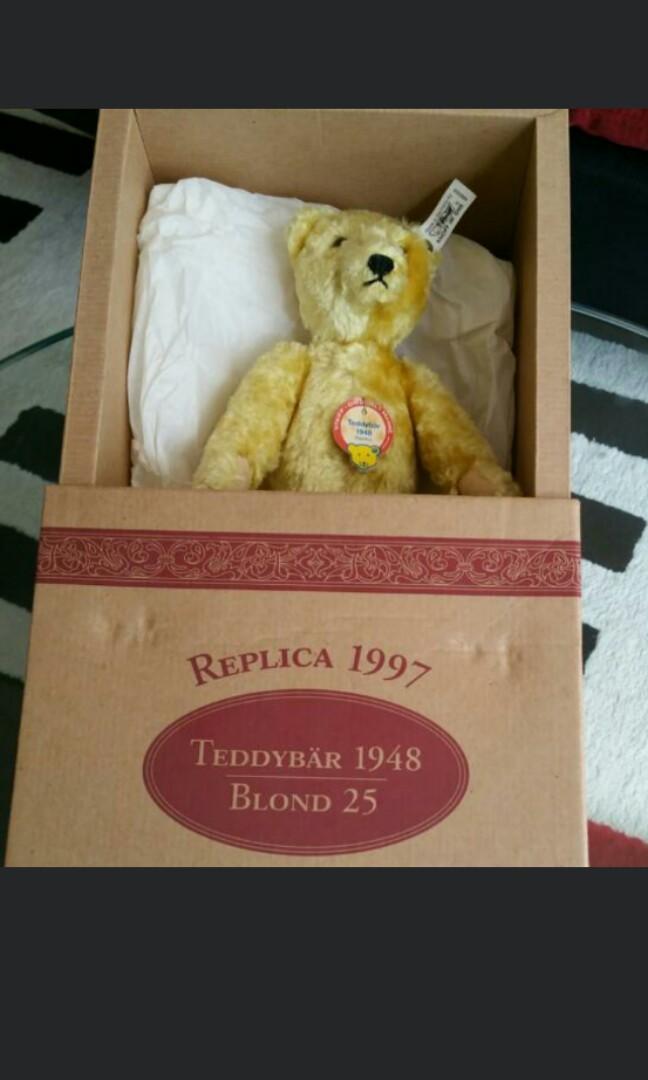 Teddybär
1948
REPLICA 1997
TEDDYBÄR 1948
BLOND 25